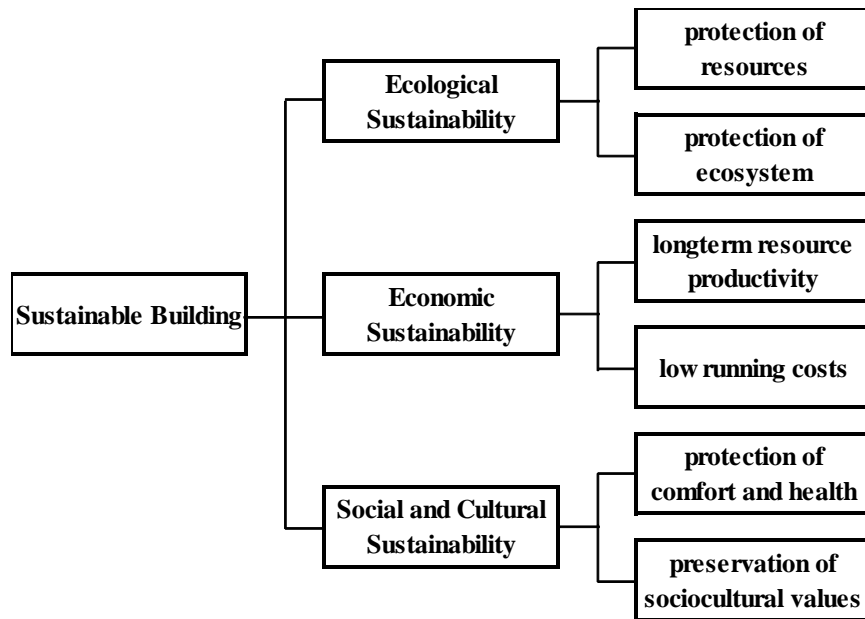 Sustainable Building
Ecological
Sustainability
protection of
resources
protection of
ecosystem
Economic
Sustainability
longterm resource
productivity
low running costs
Social and Cultural
Sustainability
protection of
comfort and health
preservation of
sociocultural values